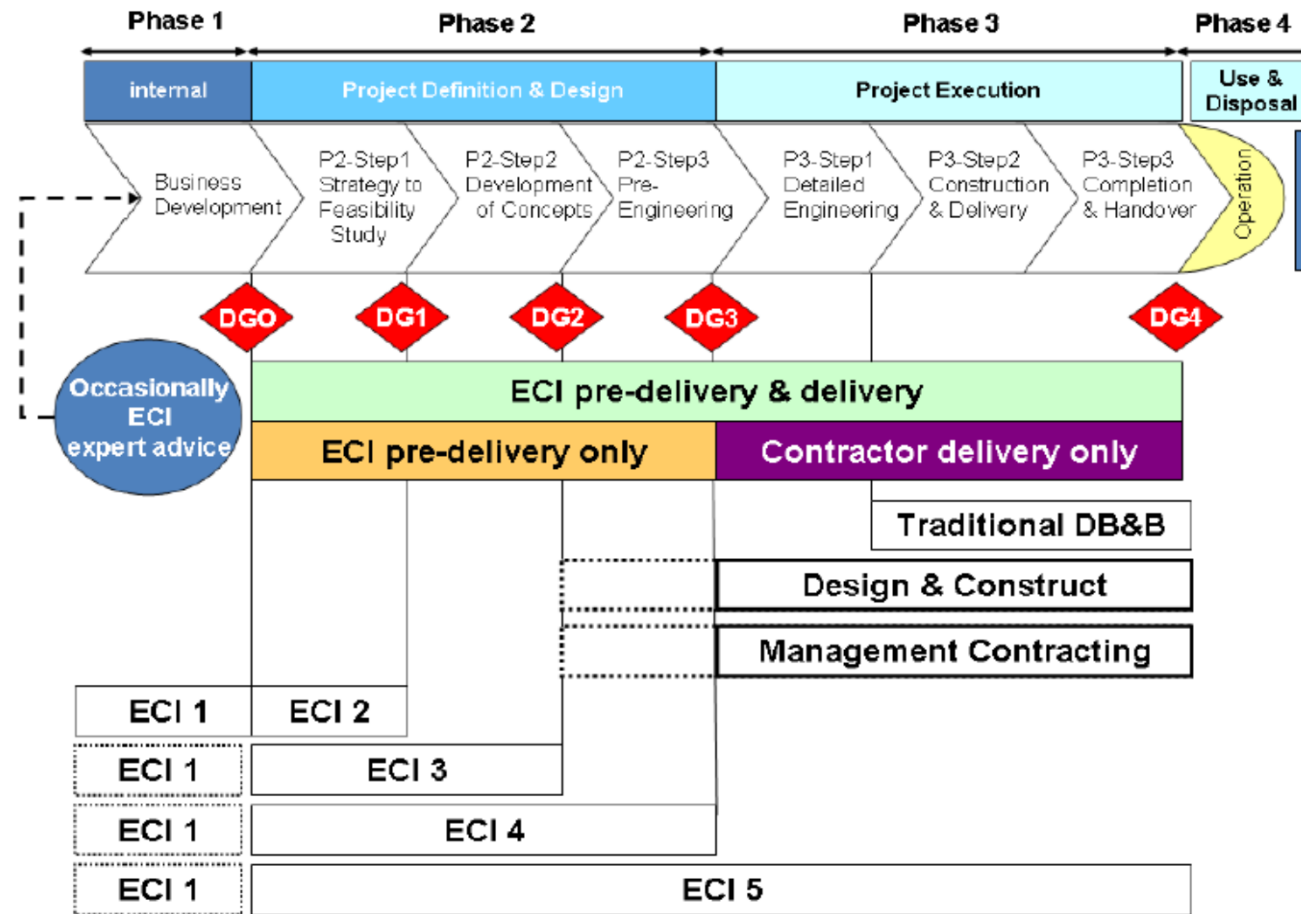 Phase 1
Phase 2
Phase 3
Phase 4
internal
Project Definition & Design
Project Execution
Use &
Disposal
Business
Development
P2-Step1
Strategy to
Feasibility
Study
P2-Step2
Development
of Concepts
P2-Step3
Pre-
Engineering
P3-Step1
Detailed
Engineering
P3-Step2
Construction
& Delivery
P3-Step3
Completion
& Handover
Operation
DGO
DG1
DG2
DG3
DG4
Occasionally
ECI
expert advice
ECI pre-delivery & delivery
ECI pre-delivery only
Contractor delivery only
Traditional DB&B
Design & Construct
Management Contracting
ECI 1
ECI 2
ECI 1
ECI 3
ECI 1
ECI 4
ECI 1
ECI 5